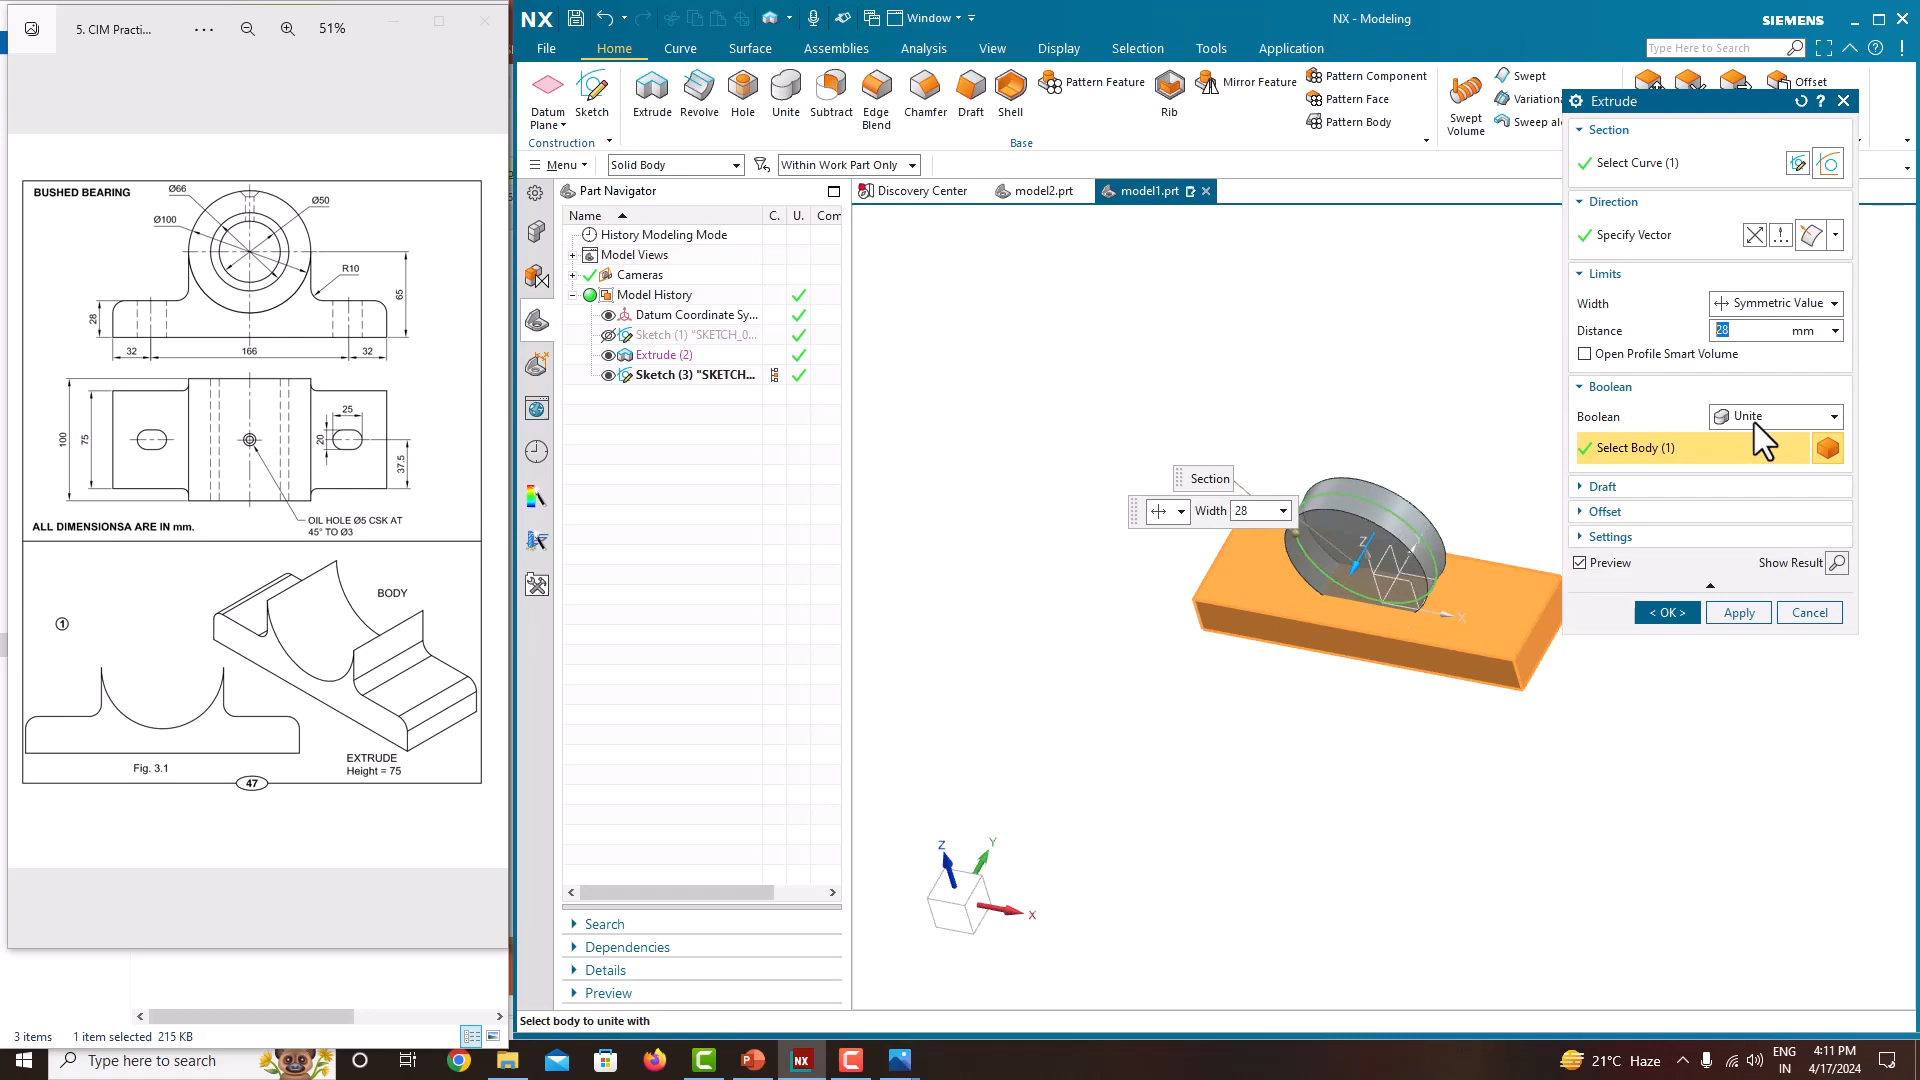 5. CIM Practi...
51%
BUSHED BEARING
Ø66
Ø50
Ø100
R10
65
28
32
166
32
100
75
25
20
37.5
OIL HOLE Ø5 CSK AT
45° TO Ø3
ALL DIMENSIONSA ARE IN mm.
BODY
1
EXTRUDE
Height = 75
Fig. 3.1
47
3 items
1 item selected 215 KB
NX
Window
NX - Modeling
SIEMENS
File
Home
Curve
Surface
Assemblies
Analysis
View
Display
Selection
Tools
Application
Type Here to Search
Datum
Plane
Sketch
Extrude
Revolve
Hole
Unite
Subtract
Edge
Blend
Chamfer
Draft
Shell
Pattern Feature
Rib
Mirror Feature
Pattern Component
Pattern Face
Pattern Body
Swept
Volume
Swept
Variationa
Sweep al
Offset
Construction
Base
Menu
Solid Body
Within Work Part Only
Part Navigator
Discovery Center
model2.prt
model1.prt
Name
C.
U.
Com
History Modeling Mode
Model Views
Cameras
Model History
Datum Coordinate Sy...
Sketch (1) "SKETCH_0...
Extrude (2)
Sketch (3) "SKETCH...
Search
Dependencies
Details
Preview
Section
Width 28
Z
X
Z
Y
X
Extrude
Section
Select Curve (1)
Direction
Specify Vector
Limits
Width
Symmetric Value
Distance
28 mm
Open Profile Smart Volume
Boolean
Boolean
Unite
Select Body (1)
Draft
Offset
Settings
Preview
Show Result
< OK >
Apply
Cancel
Select body to unite with
Type here to search
NX
21°C Haze
ENG
IN
4:11 PM
4/17/2024